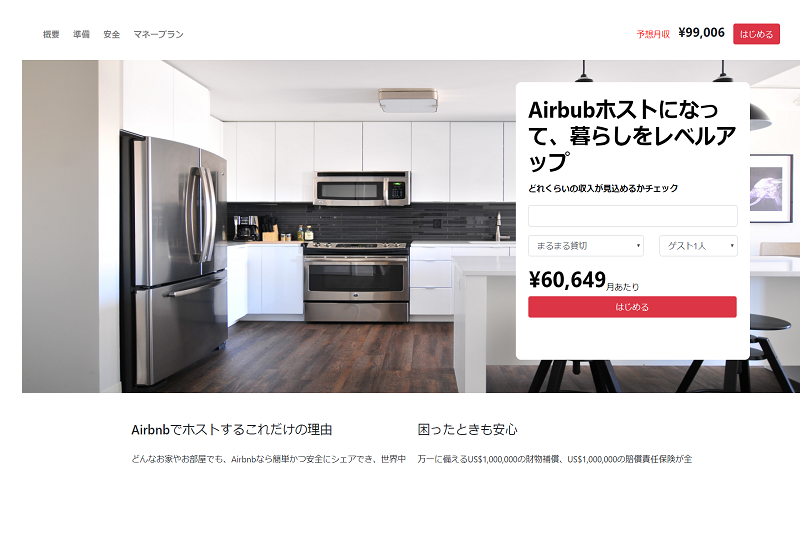 概要 準備 安全 マネープラン 予想月収 ¥99,006 はじめる
Airbubホストになっ
て、暮らしをレベルア
ップ
どれくらいの収入が見込めるかチェック
まるまる貸切 ゲスト1人
¥60,649月あたり
はじめる
Airbnbでホストするこれだけの理由 困ったときも安心
どんなお家やお部屋でも、Airbnbなら簡単かつ安全にシェアでき、世界中 万一に備えるUS$1,000,000の財物補償、US$1,000,000の賠償責任保険が全